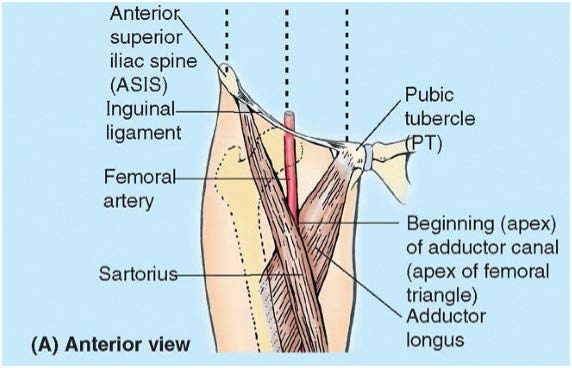 Anterior
superior
iliac spine
(ASIS)
Inguinal
ligament
Femoral
artery
Sartorius
Pubic
tubercle
(PT)
Beginning (apex)
of adductor canal
(apex of femoral
triangle)
Adductor
longus
(A) Anterior view